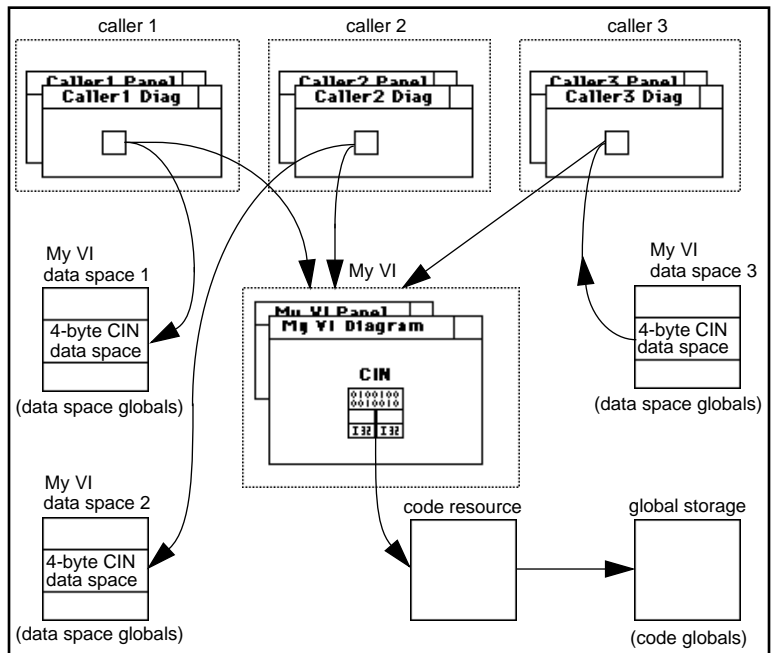 caller 1
caller 2
caller 3
Caller1 Panel
Caller1 Diag
Caller2 Panel
Caller2 Diag
Caller3 Panel
Caller3 Diag
My VI
data space 1
4-byte CIN
data space
(data space globals)
My VI
My VI Panel
My VI Diagram
CIN
0100100
0010010
I32 I32
My VI
data space 3
4-byte CIN
data space
(data space globals)
My VI
data space 2
4-byte CIN
data space
(data space globals)
code resource
global storage
(code globals)